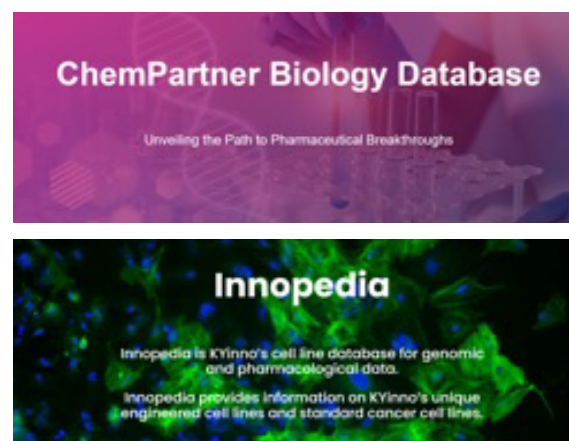 ChemPartner Biology Database
Unveiling the Path to Pharmaceutical Breakthroughs
Innopedia
Innopedia is KYinno's cell line database for genomic
and pharmacological data.
Innopedia provides information on KYinno's unique
engineered cell lines and standard cancer cell lines.